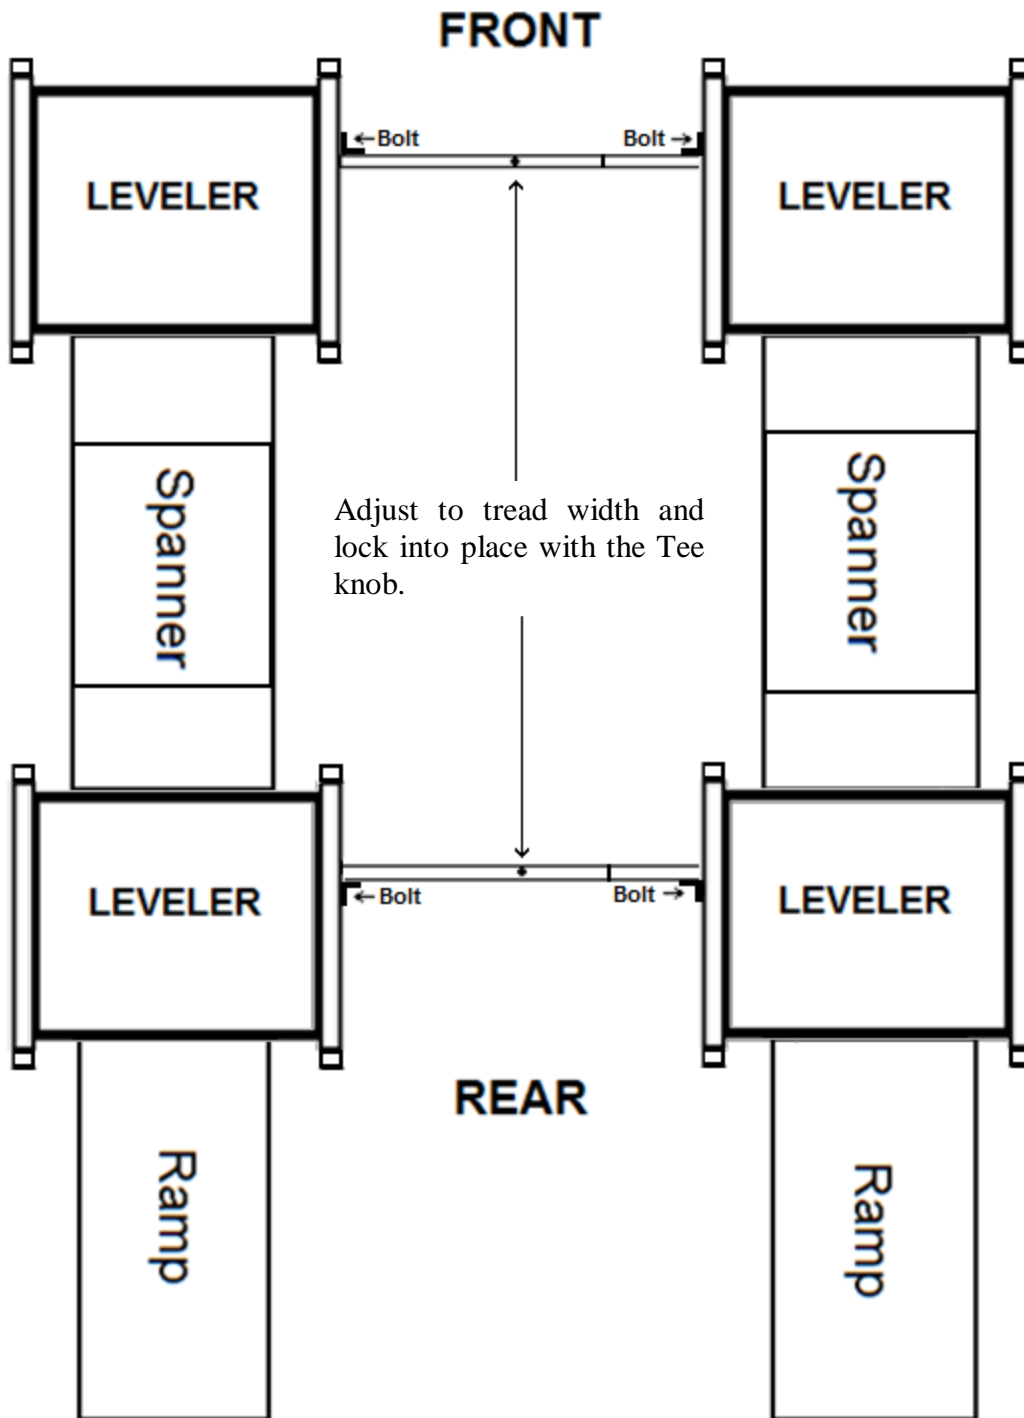 FRONT
←Bolt
Bolt→
LEVELER
LEVELER
Spanner
Spanner
Adjust to tread width and
lock into place with the Tee
knob.
LEVELER
LEVELER
←Bolt
Bolt→
REAR
Ramp
Ramp